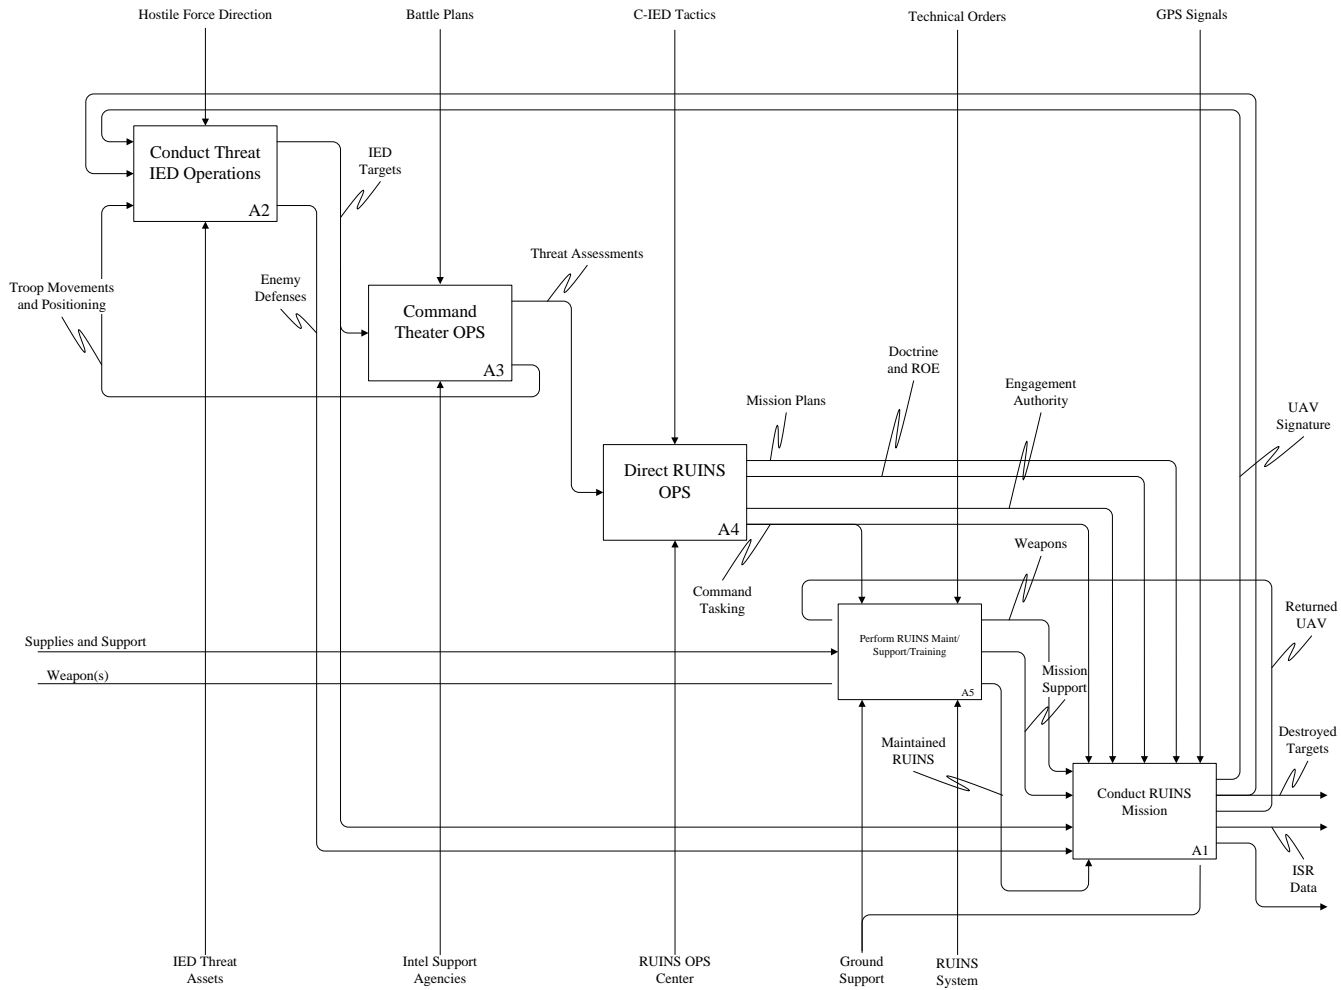 Hostile Force Direction
Battle Plans
C-IED Tactics
Technical Orders
GPS Signals
Conduct Threat
IED Operations
A2
IED
Targets
Troop Movements
and Positioning
Enemy
Defenses
Threat Assessments
Command
Theater OPS
A3
Doctrine
and ROE
Engagement
Authority
Mission Plans
UAV
Signature
Direct RUINS
OPS
A4
Weapons
Command
Tasking
Returned
UAV
Supplies and Support
Weapon(s)
Perform RUINS Maint/
Support/Training
A5
Mission
Support
Maintained
RUINS
Destroyed
Targets
Conduct RUINS
Mission
A1
ISR
Data
IED Threat
Assets
Intel Support
Agencies
RUINS OPS
Center
Ground
Support
RUINS
System